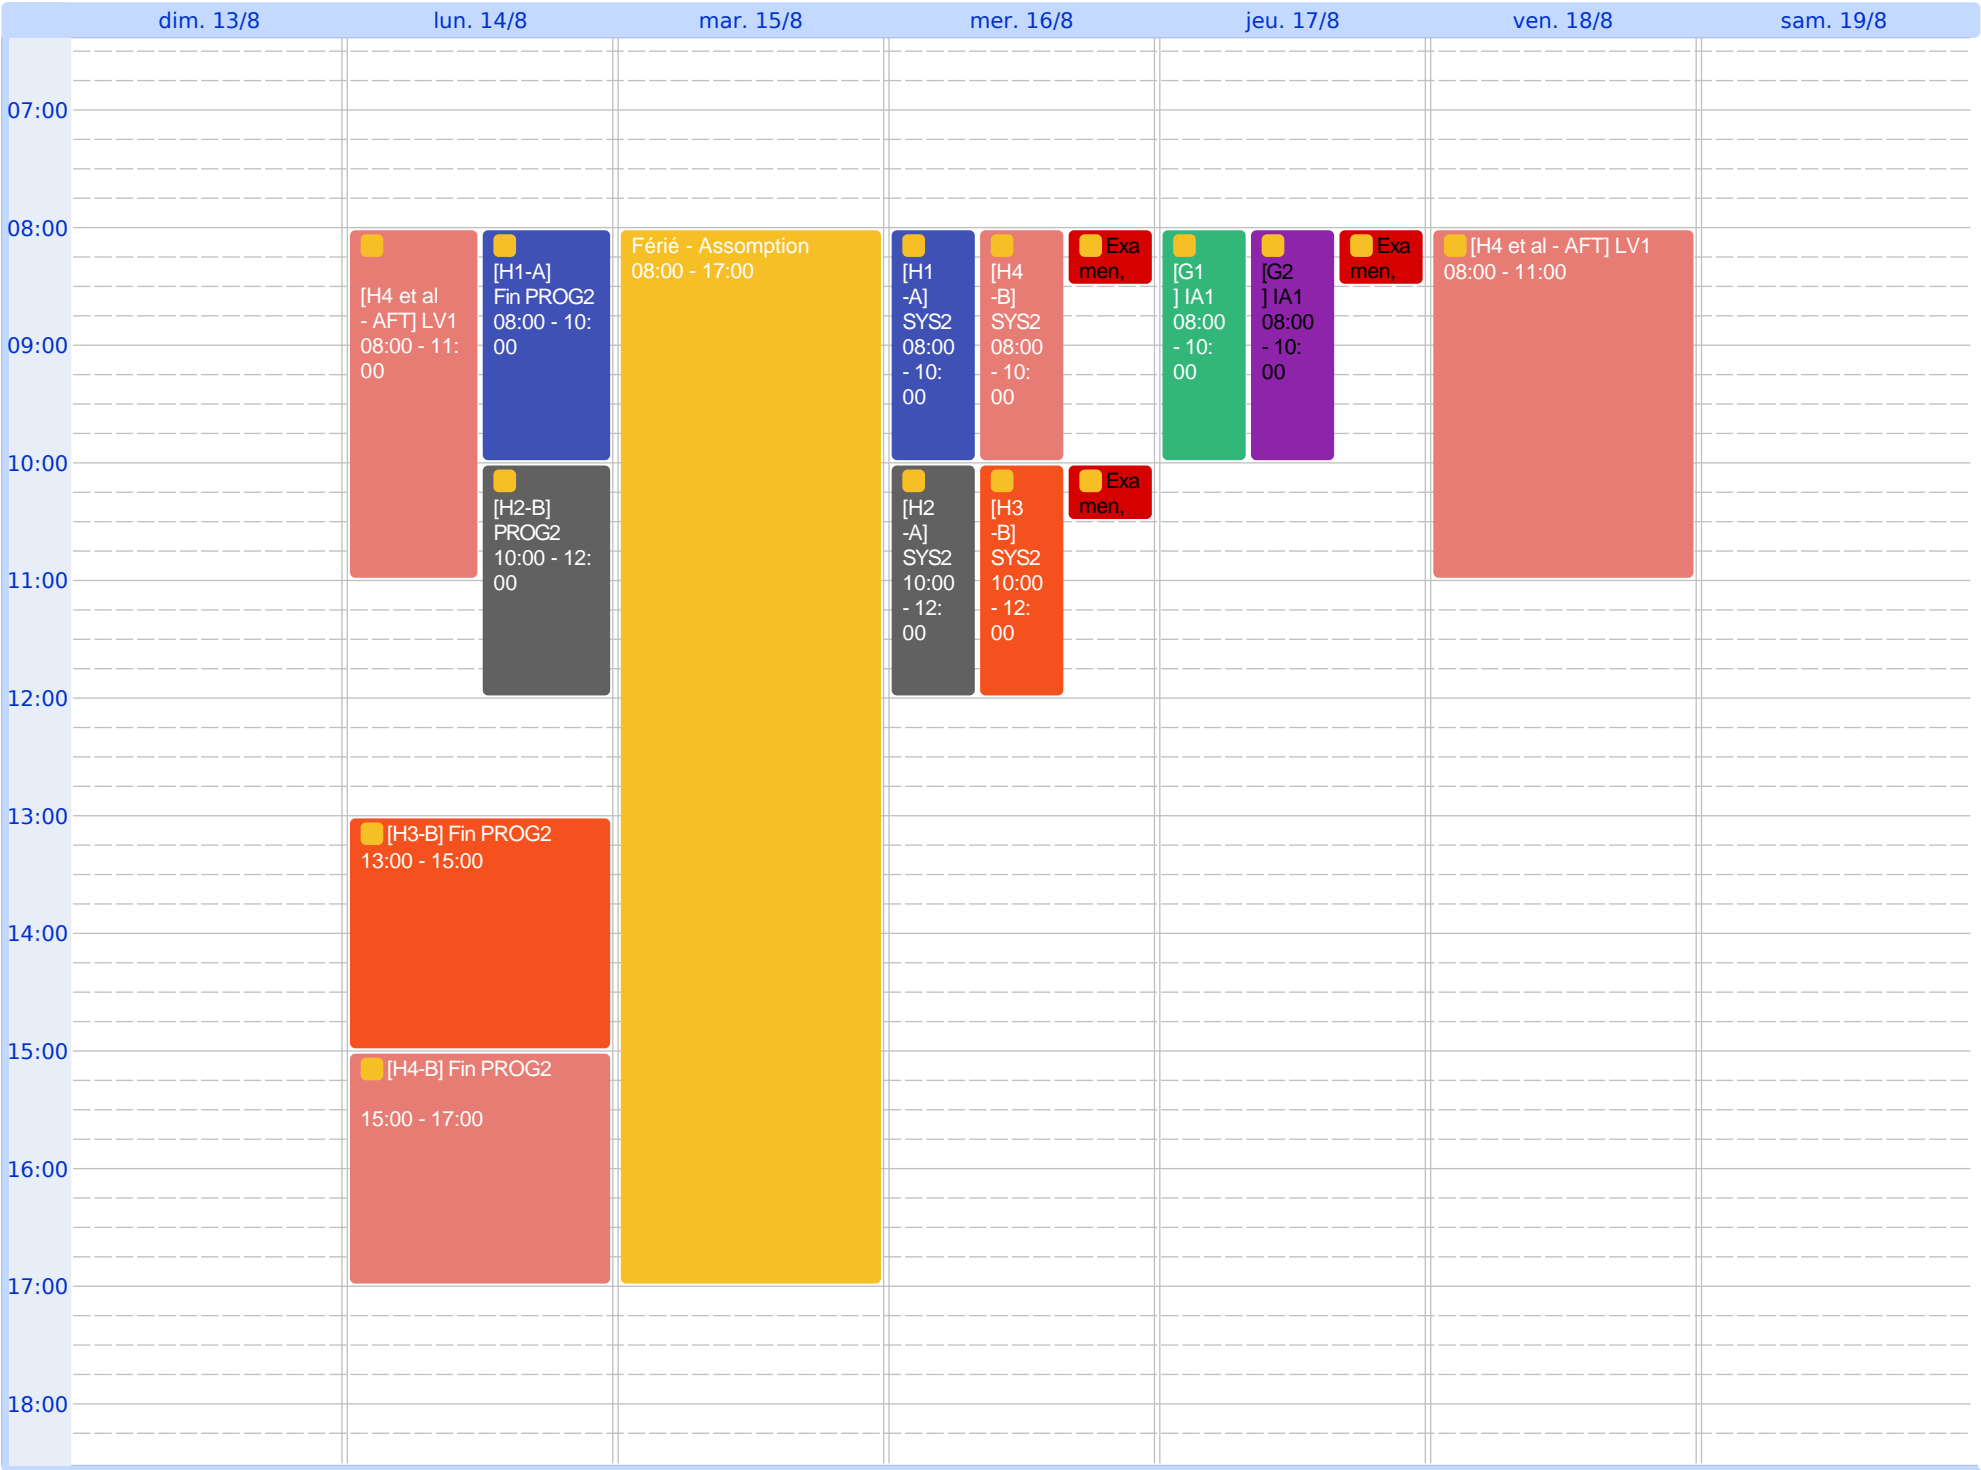 dim. 13/8
lun. 14/8
mar. 15/8
mer. 16/8
jeu. 17/8
ven. 18/8
sam. 19/8
07:00
08:00
09:00
10:00
11:00
12:00
13:00
14:00
15:00
16:00
17:00
18:00
[H4 et al
- AFT] LV1
08:00 - 11:
00
[H1-A]
Fin PROG2
08:00 - 10:
00
[H2-B]
PROG2
10:00 - 12:
00
[H3-B] Fin PROG2
13:00 - 15:00
[H4-B] Fin PROG2
15:00 - 17:00
Férié - Assomption
08:00 - 17:00
[H1
-A]
SYS2
08:00
- 10:
00
[H4
-B]
SYS2
08:00
- 10:
00
Exa
men,
[H2
-A]
SYS2
10:00
- 12:
00
[H3
-B]
SYS2
10:00
- 12:
00
Exa
men,
[G1
] IA1
08:00
- 10:
00
[G2
] IA1
08:00
- 10:
00
Exa
men,
[H4 et al - AFT] LV1
08:00 - 11:00